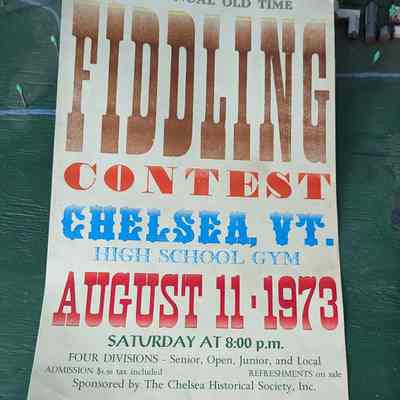 OLD TIME
FIDDLING
CONTEST
CHELSEA, VT.
HIGH SCHOOL GYM
AUGUST 11·1973
SATURDAY AT 8:00 p.m.
FOUR DIVISIONS - Senior, Open, Junior, and Local
ADMISSION tax included REFRESHMENTS on sale
Sponsored by The Chelsea Historical Society, Inc.